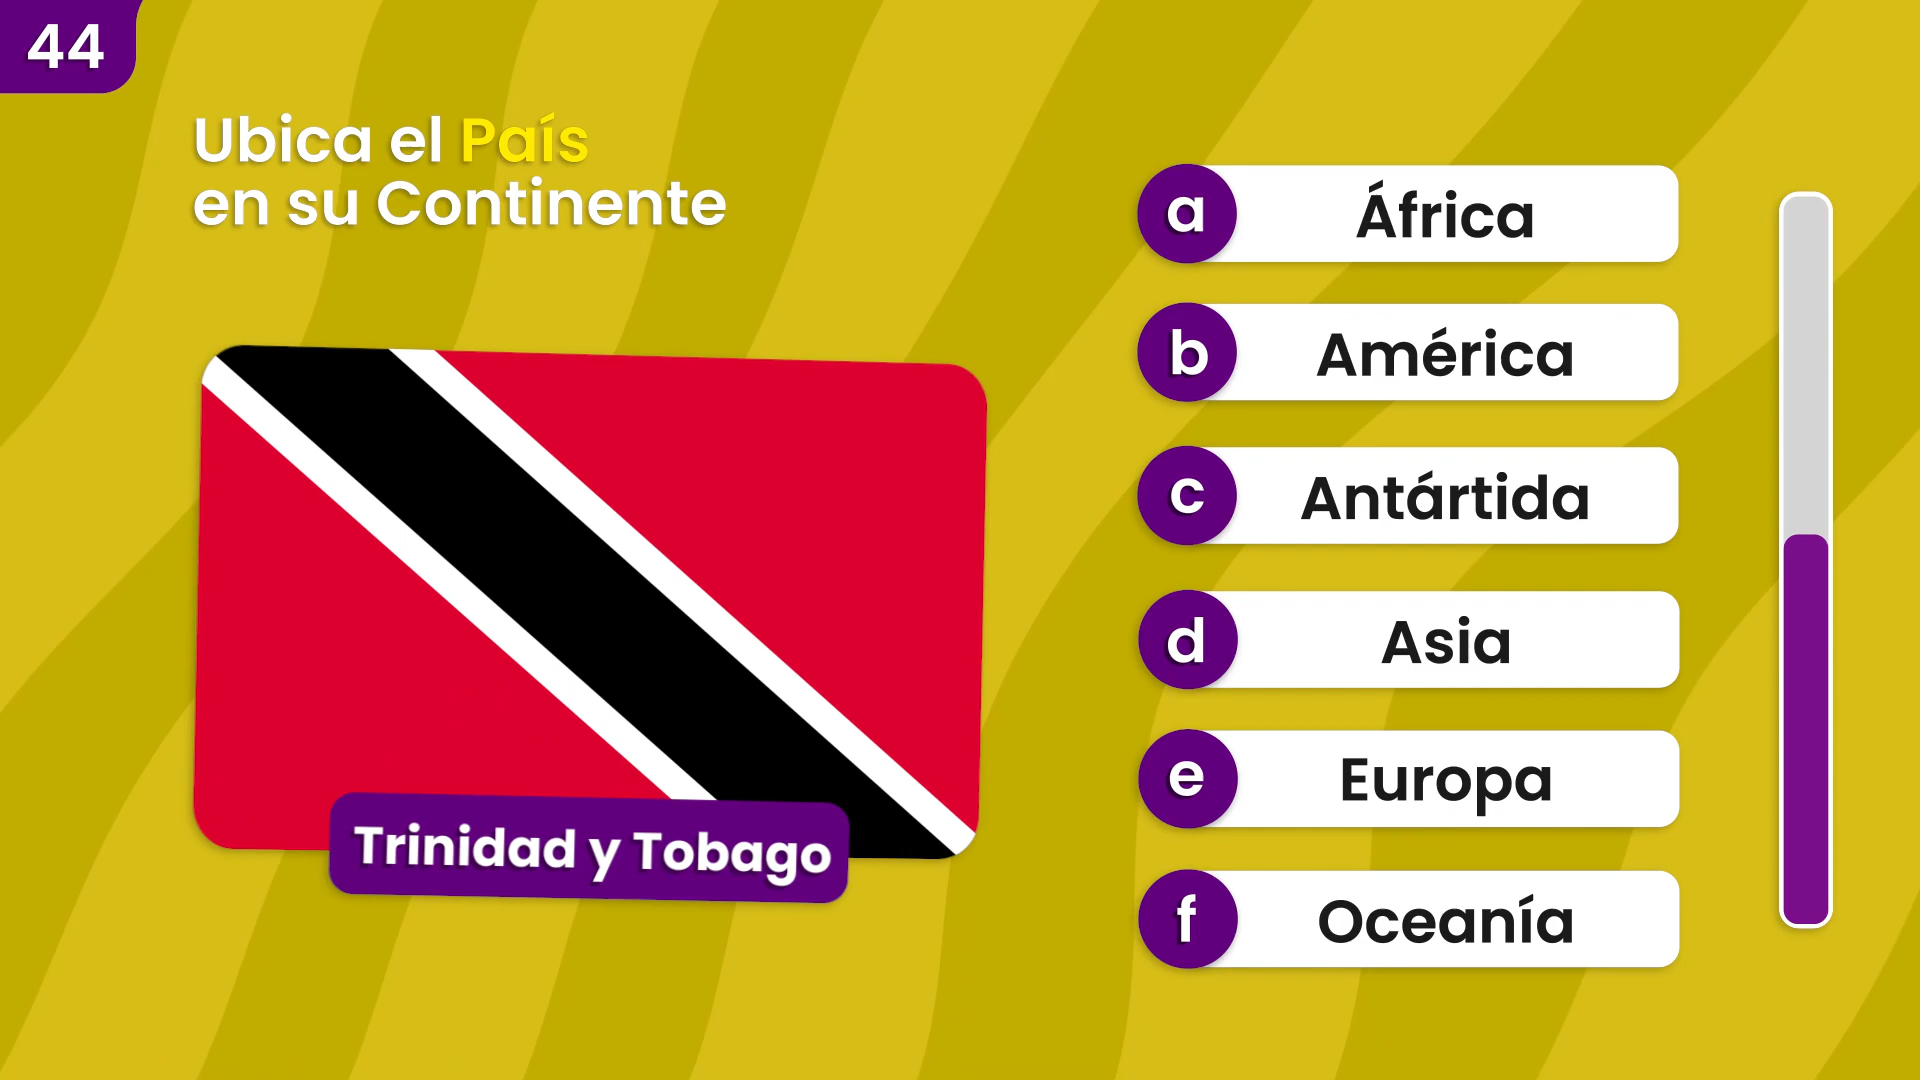 44
Ubica el País
en su Continente
Trinidad y Tobago
a África
b América
c Antártida
d Asia
e Europa
f Oceanía